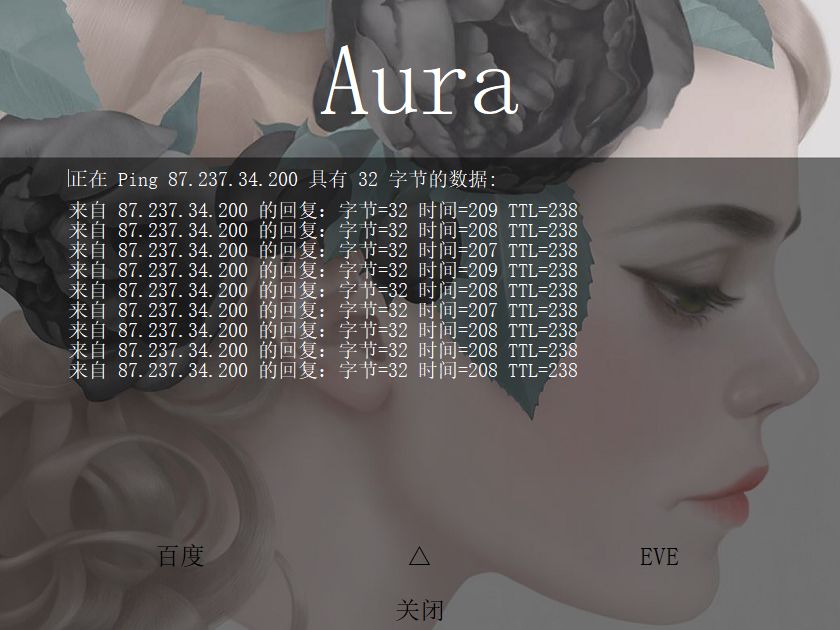 Aura
正在 Ping 87.237.34.200 具有 32 字节的数据:
来自 87.237.34.200 的回复: 字节=32 时间=209 TTL=238
来自 87.237.34.200 的回复: 字节=32 时间=208 TTL=238
来自 87.237.34.200 的回复: 字节=32 时间=207 TTL=238
来自 87.237.34.200 的回复: 字节=32 时间=209 TTL=238
来自 87.237.34.200 的回复: 字节=32 时间=208 TTL=238
来自 87.237.34.200 的回复: 字节=32 时间=207 TTL=238
来自 87.237.34.200 的回复: 字节=32 时间=208 TTL=238
来自 87.237.34.200 的回复: 字节=32 时间=208 TTL=238
来自 87.237.34.200 的回复: 字节=32 时间=208 TTL=238
百度 △ EVE
关闭